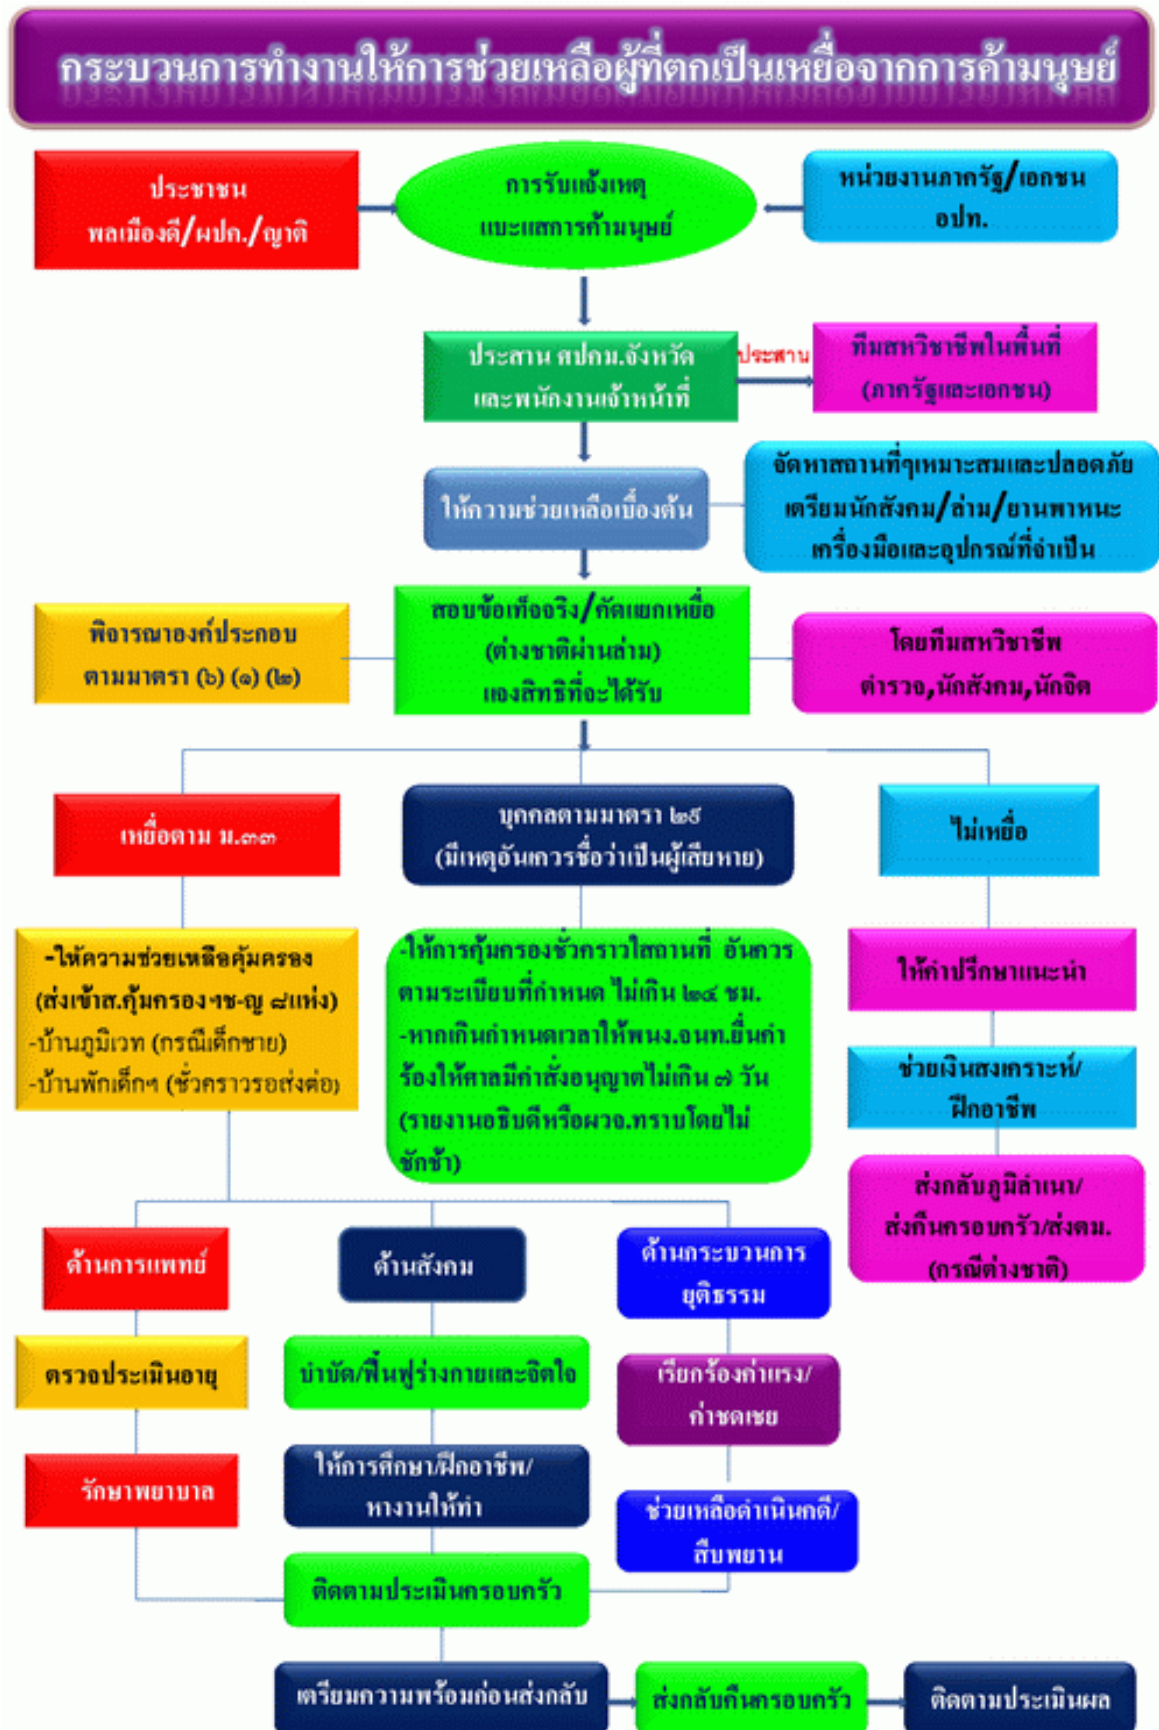 กระบวนการทำงานให้การช่วยเหลือผู้ที่ตกเป็นเหยื่อจากการค้ามนุษย์
ประชาชน
พลเมืองดี/ผปค./ญาติ
การรับแจ้งเหตุ
เบาะแสการค้ามนุษย์
หน่วยงานภาครัฐ/เอกชน
อปท.
ประสาน ศปคม.จังหวัด
และพนักงานเจ้าหน้าที่
ประสาน
ทีมสหวิชาชีพในพื้นที่
(ภาครัฐและเอกชน)
ให้ความช่วยเหลือเบื้องต้น
จัดหาสถานที่ๆเหมาะสมและปลอดภัย
เตรียมนักสังคม/ล่าม/ยานพาหนะ
เครื่องมือและอุปกรณ์ที่จำเป็น
พิจารณาองค์ประกอบ
ตามมาตรา (๖) (๑) (๒)
สอบข้อเท็จจริง/คัดแยกเหยื่อ
(ต่างชาติผ่านล่าม)
แจงสิทธิที่จะได้รับ
โดยทีมสหวิชาชีพ
ตำรวจ,นักสังคม,นักจิต
เหยื่อตาม ม.๓๓
บุคคลตามมาตรา ๒๙
(มีเหตุอันเควรชื่อว่าเป็นผู้เสียหาย)
ไม่เหยื่อ
-ให้ความช่วยเหลือคุ้มครอง
(ส่งเข้าส.คุ้มครองฯช-ญ ๘แห่ง)
-บ้านภูมิเวท (กรณีเด็กชาย)
-บ้านพักเด็กฯ (ชั่วคราวรอส่งต่อ)
-ให้การคุ้มครองชั่วคราวใสถานที่ อันควร
ตามระเบียบที่กำหนด ไม่เกิน ๒๔ ชม.
-หากเกินกำหนดเวลาให้พนง.จนท.ยื่นคำ
ร้องให้ศาลมีคำสั่งอนุญาตไม่เกิน ๗ วัน
(รายงานอธิบดีหรือผวจ.ทราบโดยไม่
ชักช้า)
ให้คำปรึกษาแนะนำ
ช่วยเงินสงเคราะห์/
ฝึกอาชีพ
ส่งกลับภูมิลำเนา/
ส่งคืนครอบครัว/ส่งตม.
(กรณีต่างชาติ)
ด้านการแพทย์
ด้านสังคม
ด้านกระบวนการ
ยุติธรรม
ตรวจประเมินอายุ
บำบัด/ฟื้นฟูร่างกายและจิตใจ
เรียกร้องค่าแรง/
ค่าชดเชย
รักษาพยาบาล
ให้การศึกษา/ฝึกอาชีพ/
หางานให้ทำ
ช่วยเหลือดำเนินคดี/
สืบพยาน
ติดตามประเมินครอบครัว
เตรียมความพร้อมก่อนส่งกลับ
ส่งกลับคืนครอบครัว
ติดตามประเมินผล